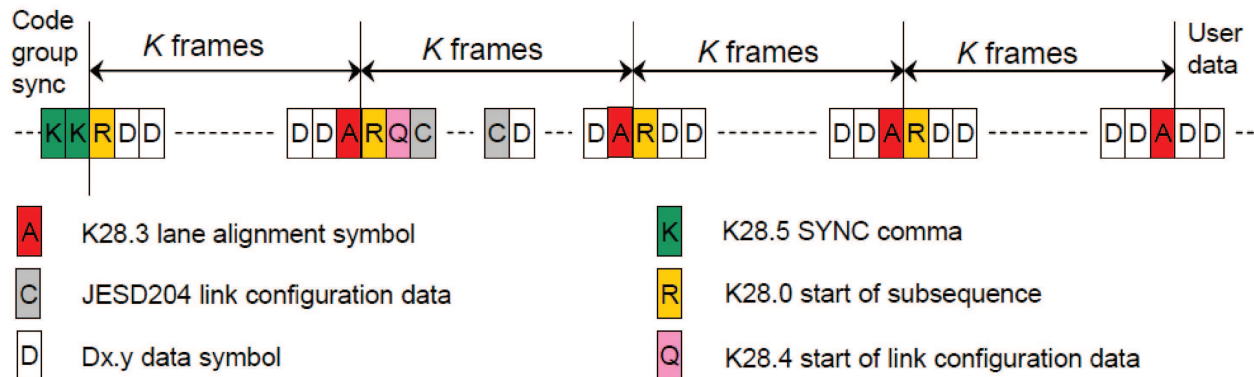 Code
group
sync
K frames
K frames
K frames
K frames
User
data
K K R D D D D A R Q C C D D A R D D D D A R D D D D A D D
A K28.3 lane alignment symbol
K K28.5 SYNC comma
C JESD204 link configuration data
R K28.0 start of subsequence
D Dx.y data symbol
Q K28.4 start of link configuration data